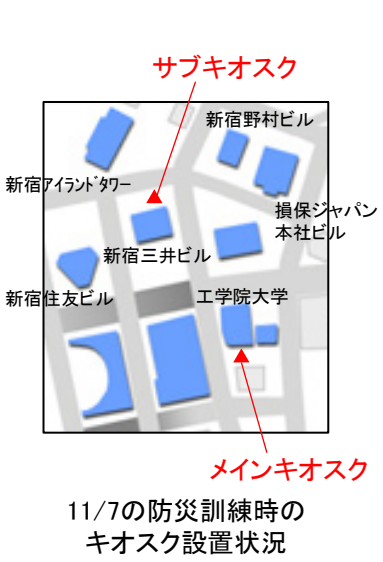 サブキオスク
新宿野村ビル
新宿アイランドタワー
損保ジャパン
本社ビル
新宿三井ビル
新宿住友ビル
工学院大学
メインキオスク
11/7の防災訓練時の
キオスク設置状況